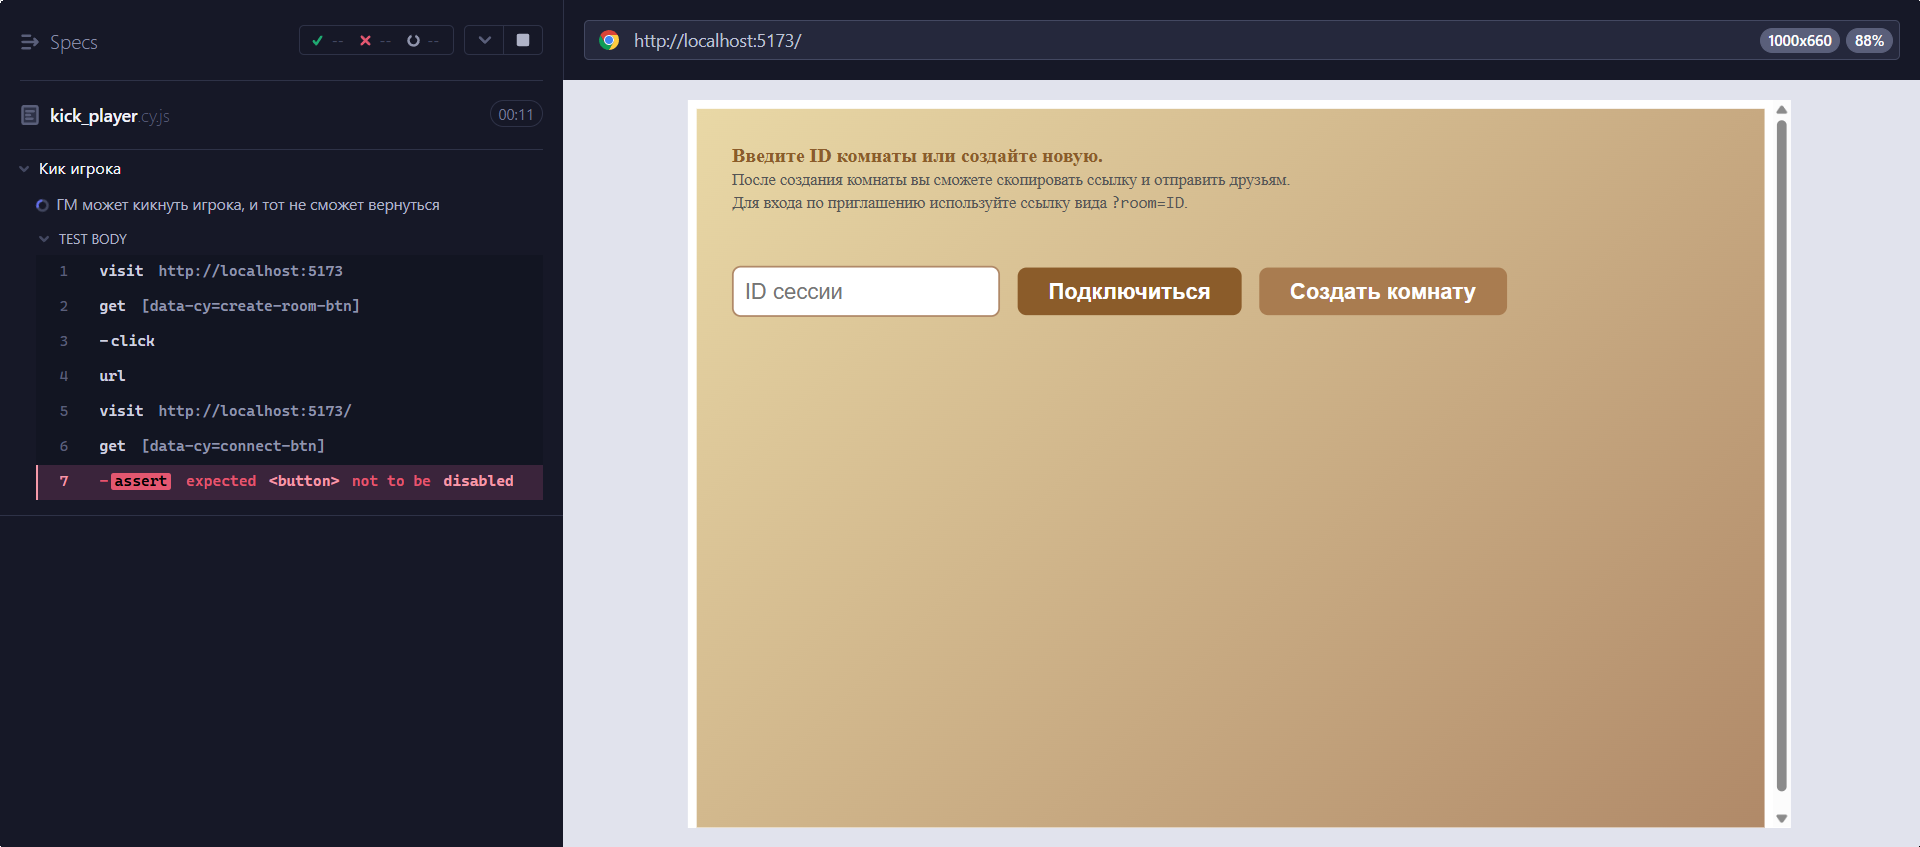 Specs
-- -- --
kick_player.cy.js
00:11
Кик игрока
ГМ может кикнуть игрока, и тот не сможет вернуться
TEST BODY
1 visit http://localhost:5173
2 get [data-cy=create-room-btn]
3 -click
4 url
5 visit http://localhost:5173/
6 get [data-cy=connect-btn]
7 -assert expected <button> not to be disabled
http://localhost:5173/
1000x660 88%
Введите ID комнаты или создайте новую.
После создания комнаты вы сможете скопировать ссылку и отправить друзьям.
Для входа по приглашению используйте ссылку вида ?room=ID.
ID сессии
Подключиться
Создать комнату